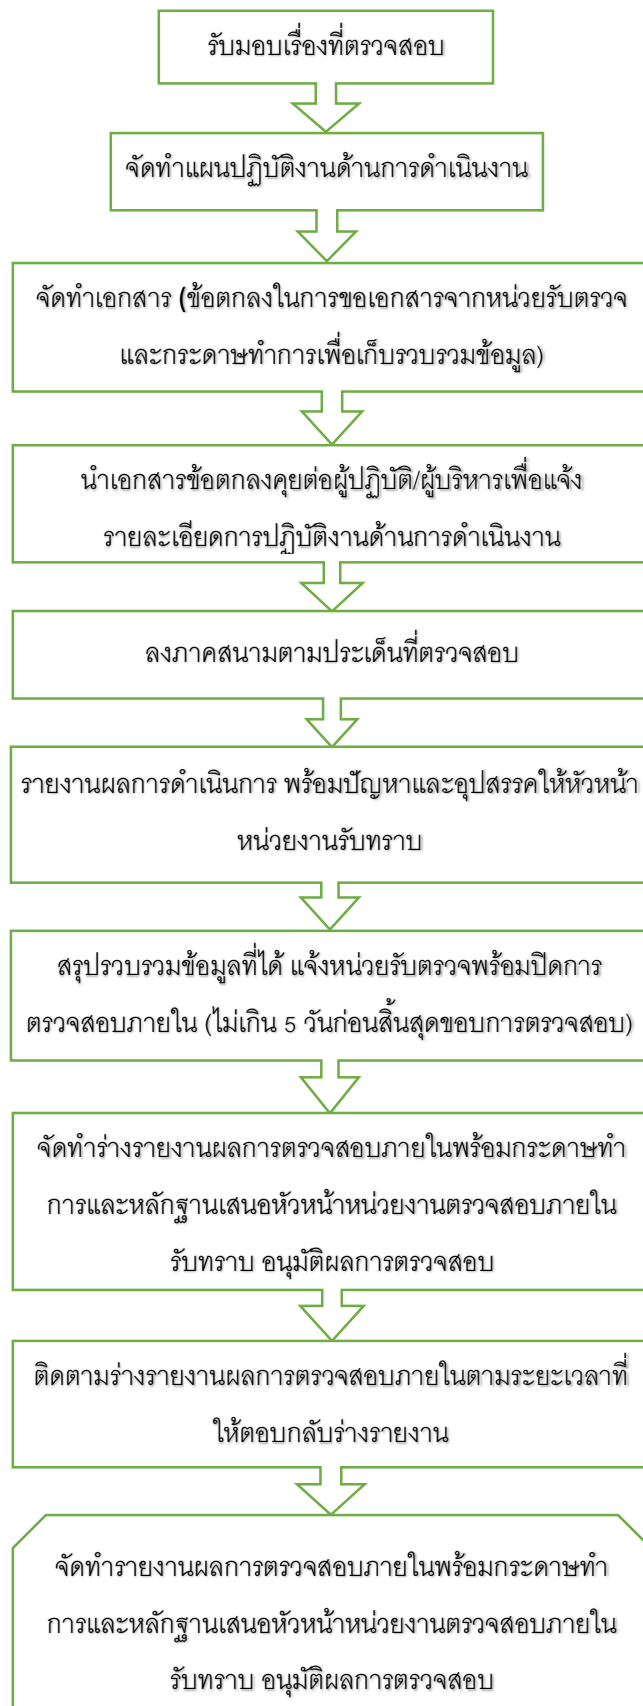 รับมอบเรื่องที่ตรวจสอบ
จัดทำแผนปฏิบัติงานด้านการดำเนินงาน
จัดทำเอกสาร (ข้อตกลงในการขอเอกสารจากหน่วยรับตรวจ
และกระดาษทำการเพื่อเก็บรวบรวมข้อมูล)
นำเอกสารข้อตกลงคุยต่อผู้ปฏิบัติ/ผู้บริหารเพื่อแจ้ง
รายละเอียดการปฏิบัติงานด้านการดำเนินงาน
ลงภาคสนามตามประเด็นที่ตรวจสอบ
รายงานผลการดำเนินการ พร้อมปัญหาและอุปสรรคให้หัวหน้า
หน่วยงานรับทราบ
สรุปรวบรวมข้อมูลที่ได้ แจ้งหน่วยรับตรวจพร้อมปิดการ
ตรวจสอบภายใน (ไม่เกิน 5 วันก่อนสิ้นสุดขอบการตรวจสอบ)
จัดทำร่างรายงานผลการตรวจสอบภายในพร้อมกระดาษทำ
การและหลักฐานเสนอหัวหน้าหน่วยงานตรวจสอบภายใน
รับทราบ อนุมัติผลการตรวจสอบ
ติดตามร่างรายงานผลการตรวจสอบภายในตามระยะเวลาที่
ให้ตอบกลับร่างรายงาน
จัดทำรายงานผลการตรวจสอบภายในพร้อมกระดาษทำ
การและหลักฐานเสนอหัวหน้าหน่วยงานตรวจสอบภายใน
รับทราบ อนุมัติผลการตรวจสอบ